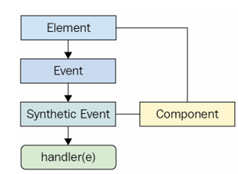 Element
Event
Synthetic Event
Component
handler(e)